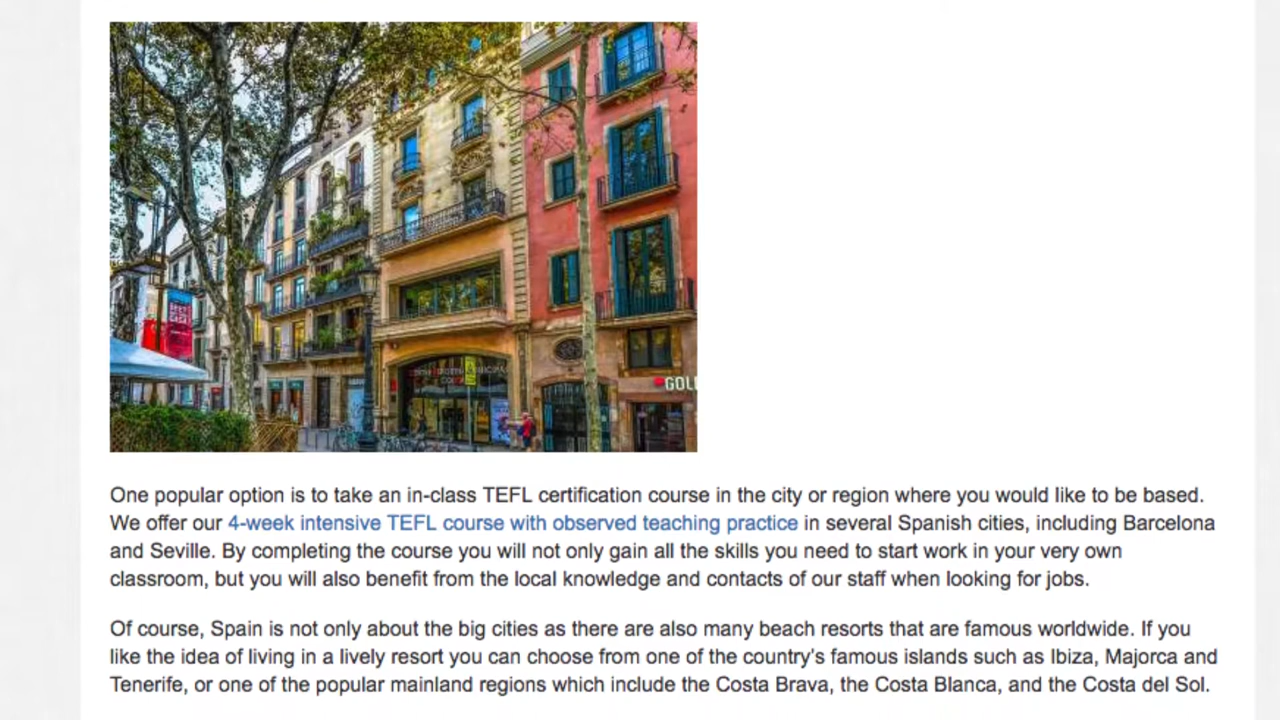 GOL
One popular option is to take an in-class TEFL certification course in the city or region where you would like to be based.
We offer our 4-week intensive TEFL course with observed teaching practice in several Spanish cities, including Barcelona
and Seville. By completing the course you will not only gain all the skills you need to start work in your very own
classroom, but you will also benefit from the local knowledge and contacts of our staff when looking for jobs.
Of course, Spain is not only about the big cities as there are also many beach resorts that are famous worldwide. If you
like the idea of living in a lively resort you can choose from one of the country's famous islands such as Ibiza, Majorca and
Tenerife, or one of the popular mainland regions which include the Costa Brava, the Costa Blanca, and the Costa del Sol.